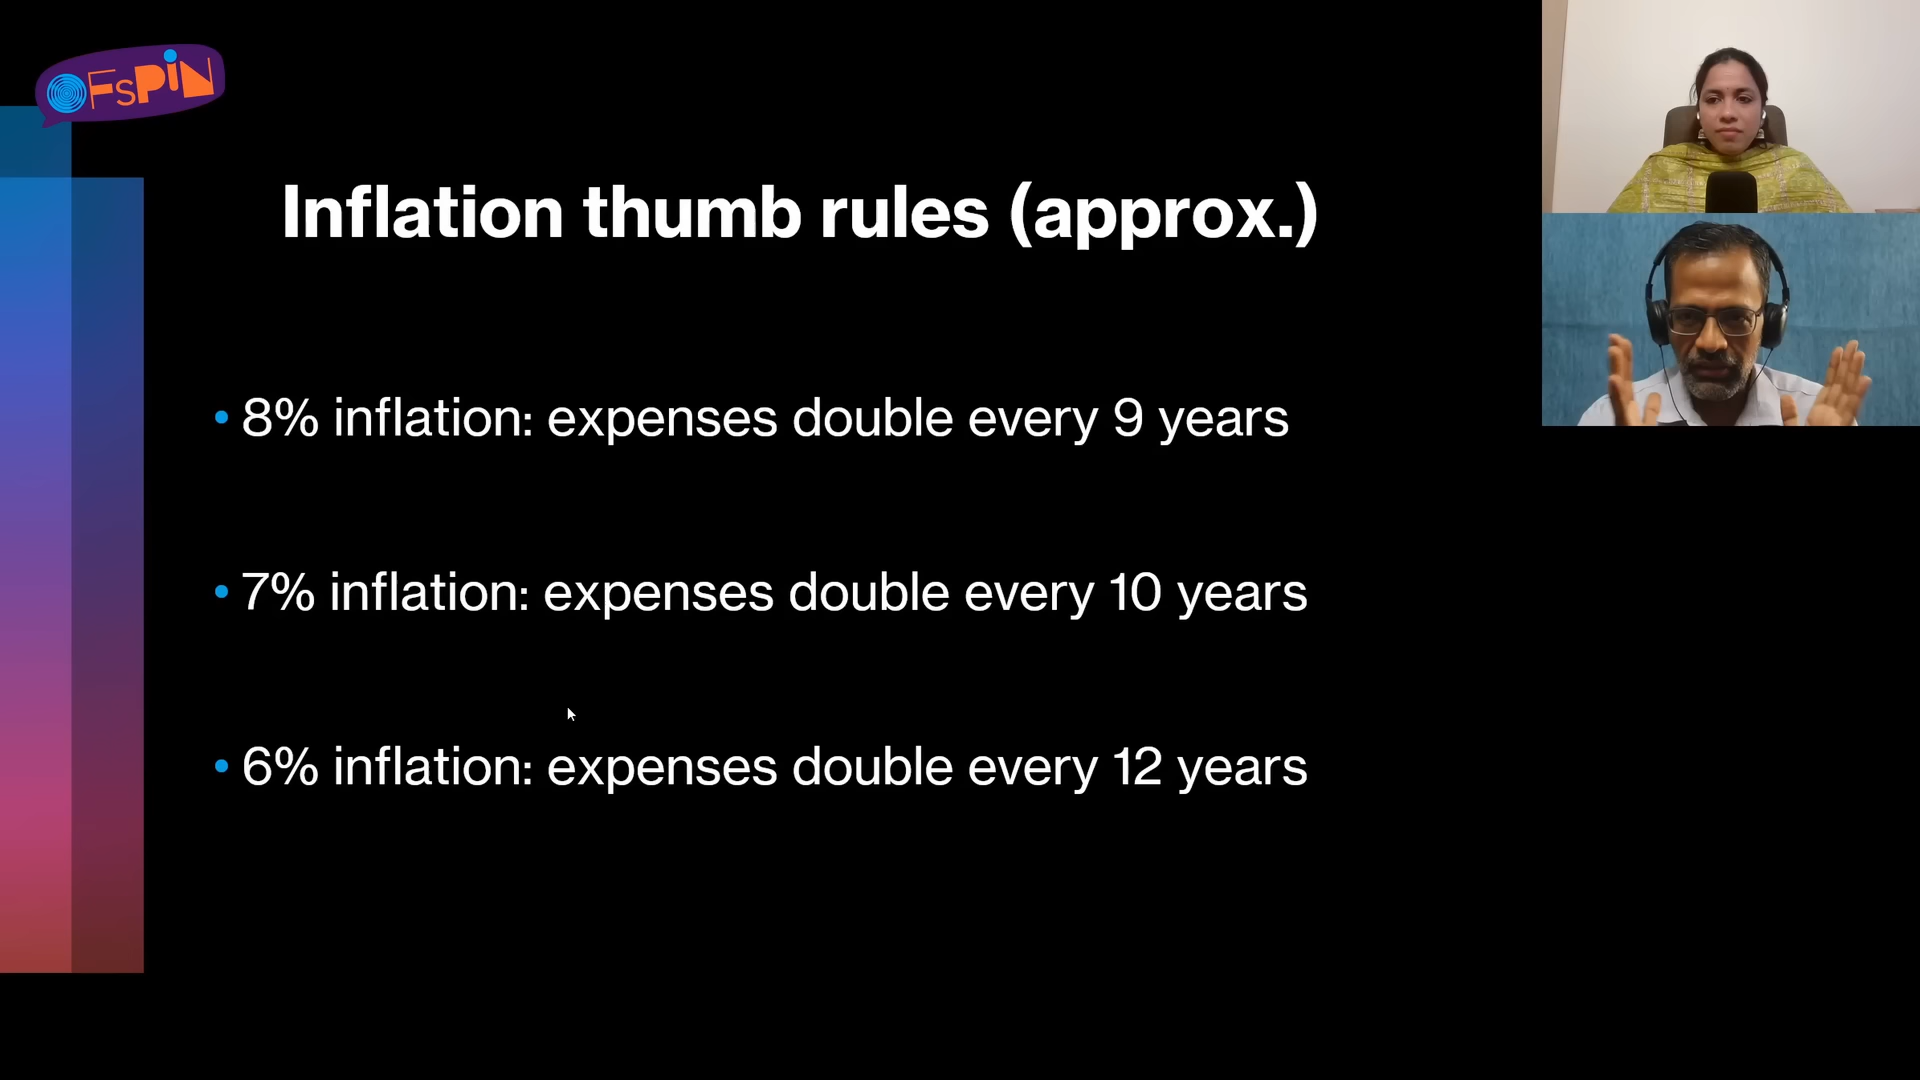 OFsPiN
Inflation thumb rules (approx.)
• 8% inflation: expenses double every 9 years
• 7% inflation: expenses double every 10 years
• 6% inflation: expenses double every 12 years